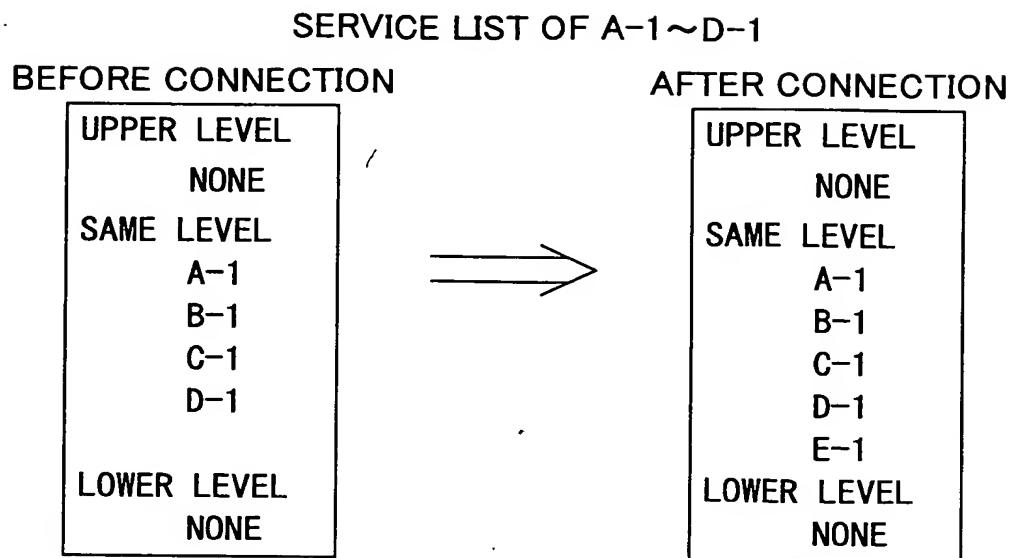 SERVICE LIST OF A-1~D-1
BEFORE CONNECTION
UPPER LEVEL
NONE
SAME LEVEL
A-1
B-1
C-1
D-1
LOWER LEVEL
NONE
AFTER CONNECTION
UPPER LEVEL
NONE
SAME LEVEL
A-1
B-1
C-1
D-1
E-1
LOWER LEVEL
NONE